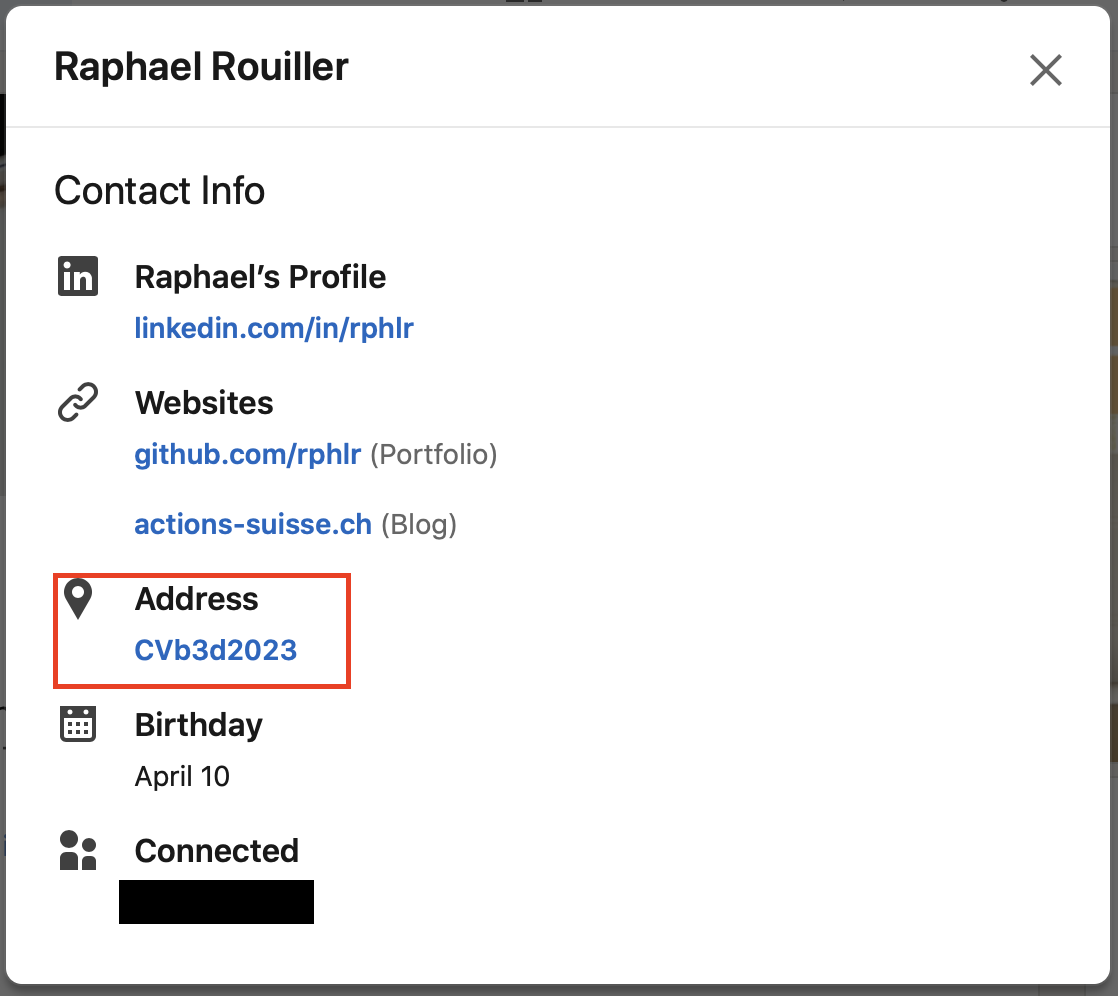 Raphael Rouiller
Contact Info
in
Raphael’s Profile
linkedin.com/in/rphlr
Websites
github.com/rphlr (Portfolio)
actions-suisse.ch (Blog)
Address
CVb3d2023
Birthday
April 10
Connected